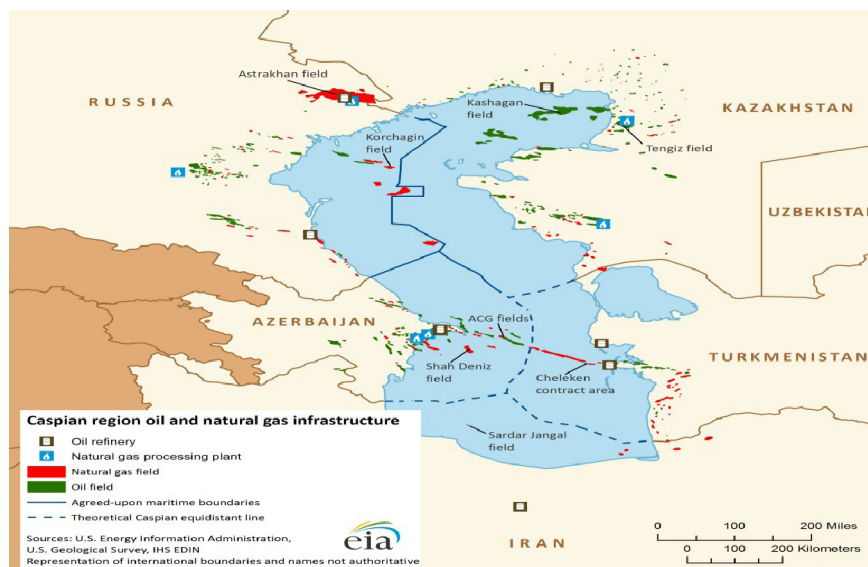 Astrakhan field
RUSSIA
Kashagan
field
KAZAKHSTAN
Korchagin
field
Tengiz field
UZBEKISTAN
AZERBAIJAN
ACG fields
TURKMENISTAN
Shah Deniz
field
Cheleken
contract area
Sardar Jangal
field
Caspian region oil and natural gas infrastructure
Oil refinery
Natural gas processing plant
Natural gas field
Oil field
Agreed-upon maritime boundaries
Theoretical Caspian equidistant line
Sources: U.S. Energy Information Administration,
U.S. Geological Survey, IHS EDIN
Representation of international boundaries and names not authoritative
eia
IRAN
0 100 200 Miles
0 100 200 Kilometers